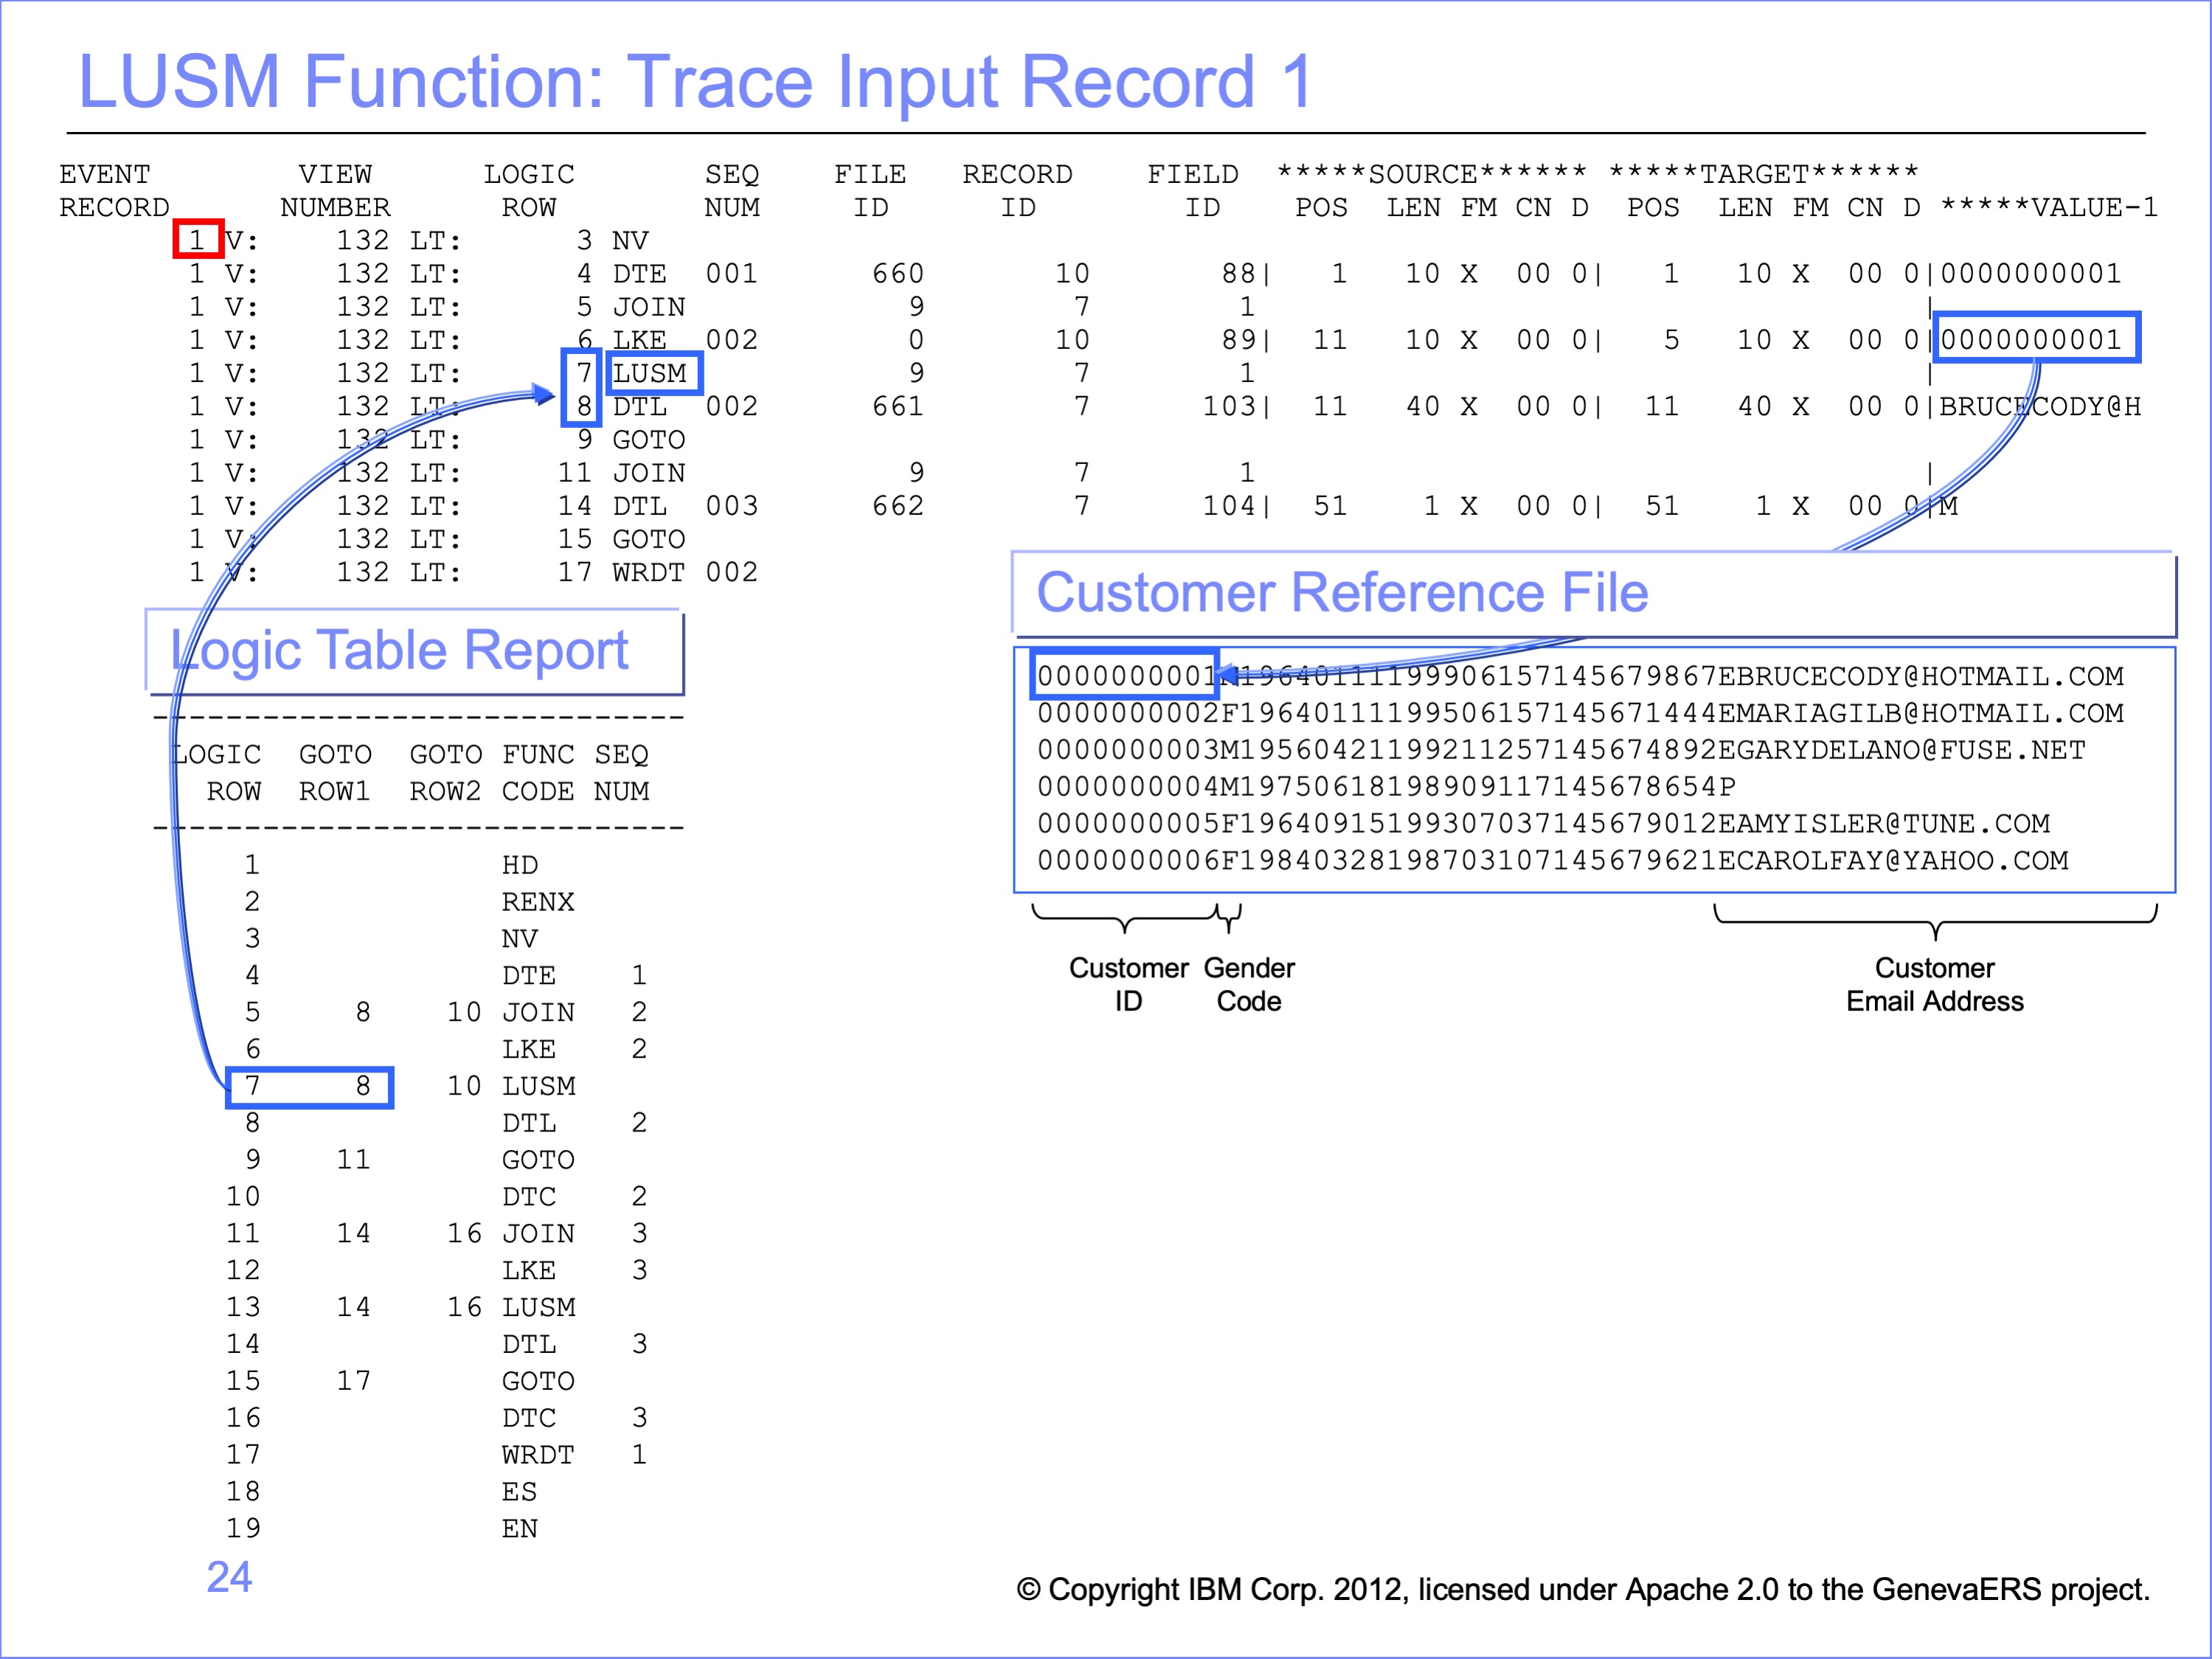 LUSM Function: Trace Input Record 1
EVENT VIEW LOGIC SEQ FILE RECORD FIELD *****SOURCE****** *****TARGET******
RECORD NUMBER ROW NUM ID ID ID POS LEN FM CN D POS LEN FM CN D *****VALUE-1
1 V: 132 LT: 3 NV
1 V: 132 LT: 4 DTE 001 660 10 88| 1 10 X 00 0| 1 10 X 00 0|0000000001
1 V: 132 LT: 5 JOIN 9 7 1 |
1 V: 132 LT: 6 LKE 002 0 10 89| 11 10 X 00 0| 5 10 X 00 0|0000000001
1 V: 132 LT: 7 LUSM 9 7 1 |
1 V: 132 LT: 8 DTL 002 661 7 103| 11 40 X 00 0| 11 40 X 00 0|BRUCECODY@H
1 V: 132 LT: 9 GOTO
1 V: 132 LT: 11 JOIN 9 7 1 |
1 V: 132 LT: 14 DTL 003 662 7 104| 51 1 X 00 0| 51 1 X 00 0|M
1 V: 132 LT: 15 GOTO
1 V: 132 LT: 17 WRDT 002
Logic Table Report
-----------------------------
LOGIC GOTO GOTO FUNC SEQ
ROW ROW1 ROW2 CODE NUM
-----------------------------
1 HD
2 RENX
3 NV
4 DTE 1
5 8 10 JOIN 2
6 LKE 2
7 8 10 LUSM
8 DTL 2
9 11 GOTO
10 DTC 2
11 14 16 JOIN 3
12 LKE 3
13 14 16 LUSM
14 DTL 3
15 17 GOTO
16 DTC 3
17 WRDT 1
18 ES
19 EN
Customer Reference File
0000000001M1964011119990615714567986​7EBRUCECODY@HOTMAIL.COM
0000000002F19640111199506157145671444EMARIAGILB@HOTMAIL.COM
0000000003M19560421199211257145674892EGARYDELANO@FUSE.NET
0000000004M19750618198909117145678654P
0000000005F19640915199307037145679012EAMYISLER@TUNE.COM
0000000006F19840328198703107145679621ECAROLFAY@YAHOO.COM
Customer
ID
Gender
Code
Customer
Email Address
24
© Copyright IBM Corp. 2012, licensed under Apache 2.0 to the GenevaERS project.